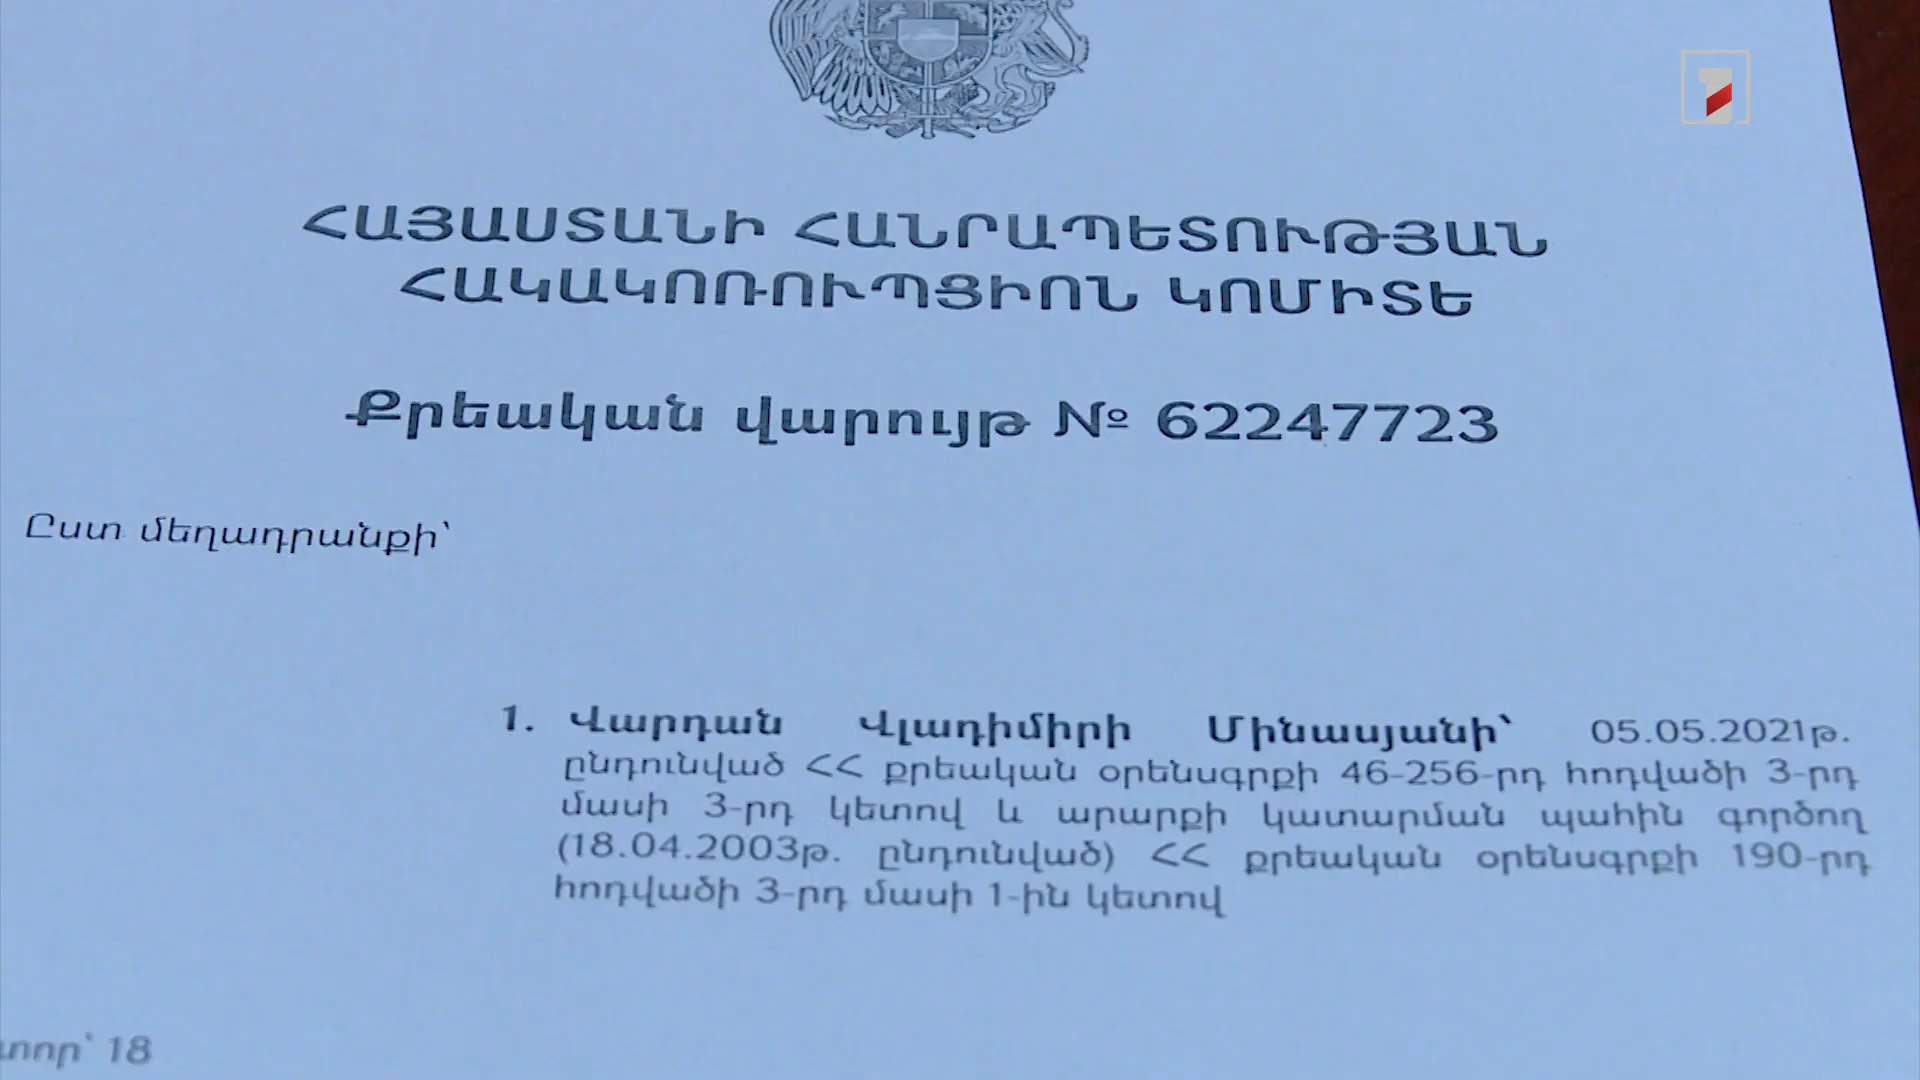 ՀԱՅԱՍՏԱՆԻ ՀԱՆՐԱՊԵՏՈՒԹՅԱՆ
ՀԱԿԱԿՈՌՈՒՊՑԻՈՆ ԿՈՄԻՏԵ
Քրեական վարույթ № 62247723
Ըստ մեղադրանքի՝
1. Վարդան Վլադիմիրի Մինասյանի՝ 05.05.2021թ.
ընդունված ՀՀ քրեական օրենսգրքի 46-256-րդ հոդվածի 3-րդ
մասի 3-րդ կետով և արարքի կատարման պահին գործող
(18.04.2003թ. ընդունված) ՀՀ քրեական օրենսգրքի 190-րդ
հոդվածի 3-րդ մասի 1-ին կետով
18